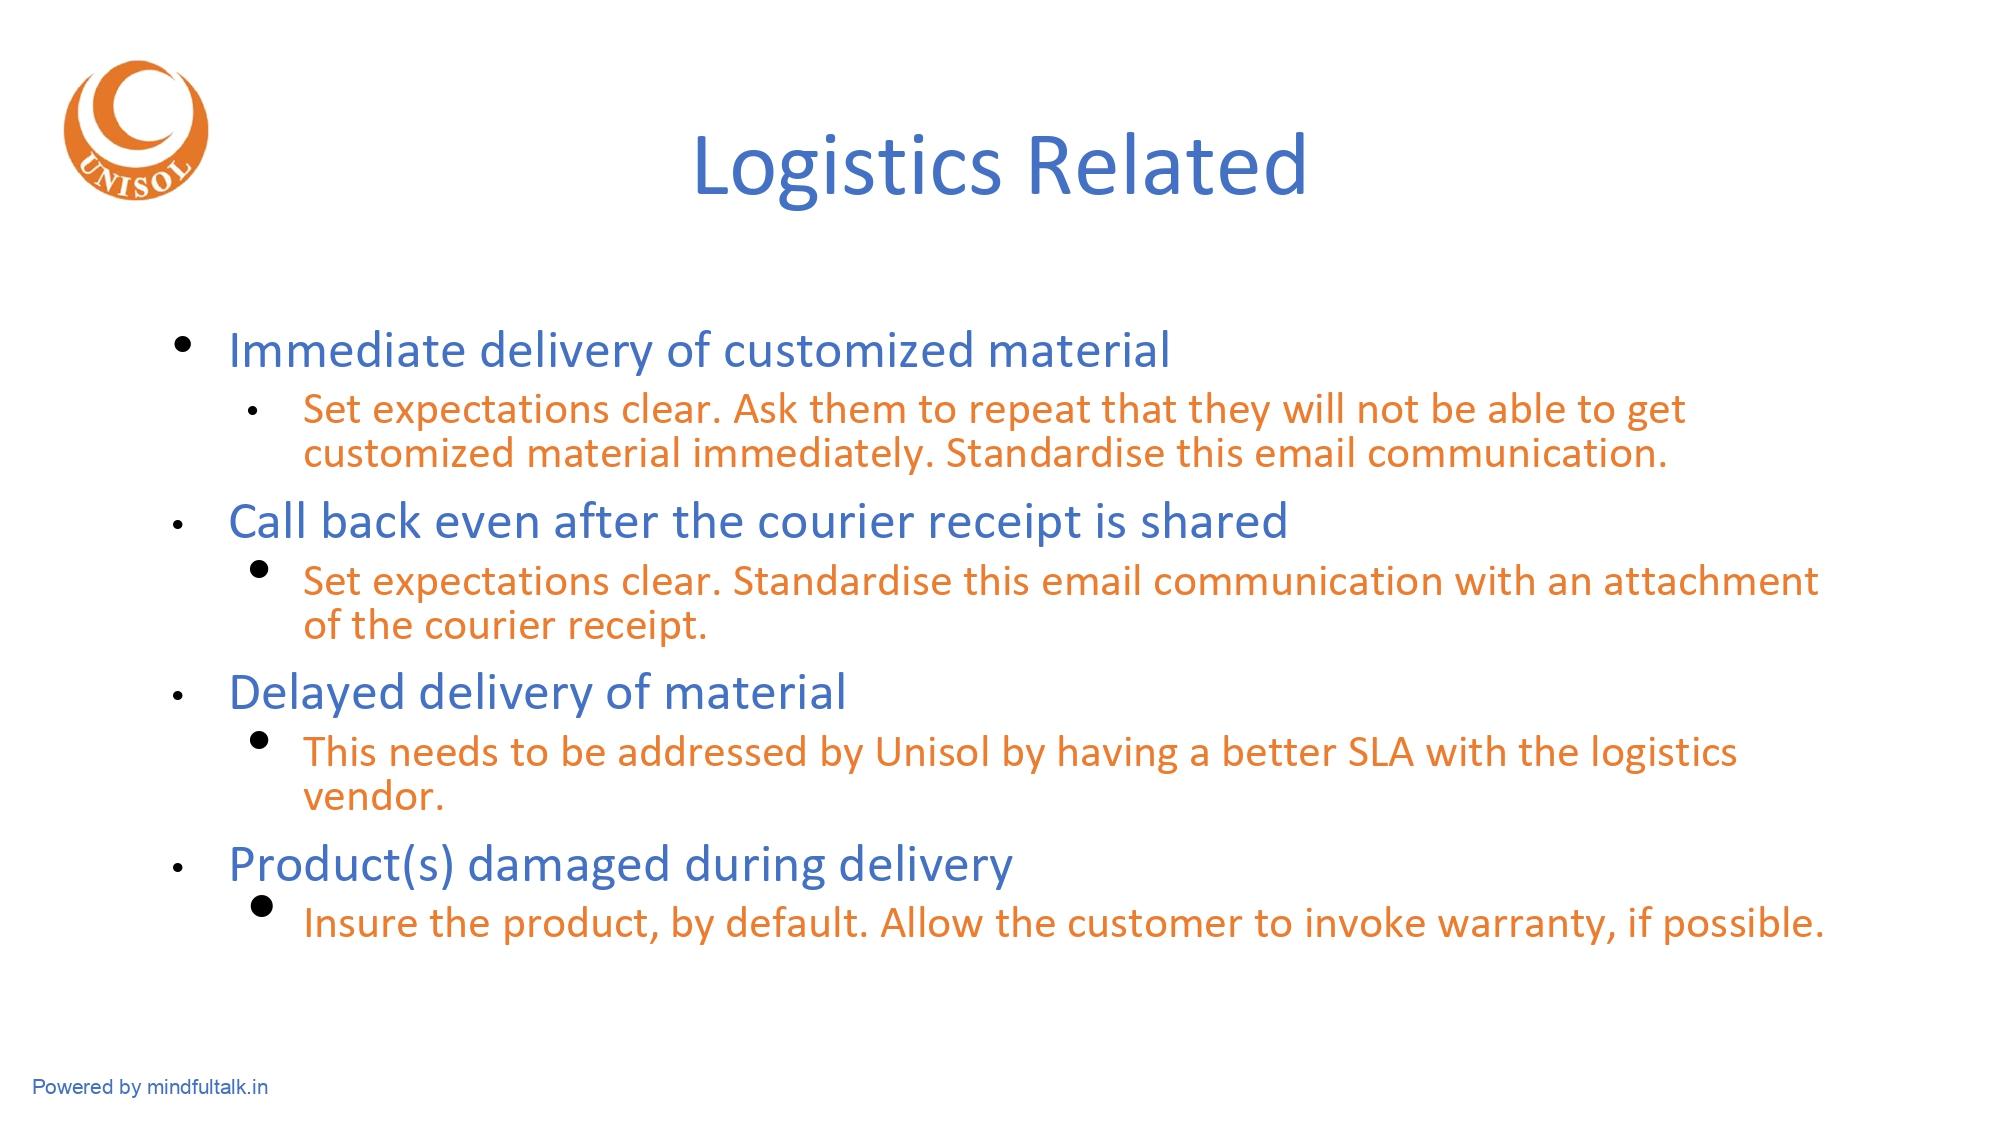 UNISOL
Logistics Related
• Immediate delivery of customized material
• Set expectations clear. Ask them to repeat that they will not be able to get
customized material immediately. Standardise this email communication.
• Call back even after the courier receipt is shared
• Set expectations clear. Standardise this email communication with an attachment
of the courier receipt.
• Delayed delivery of material
• This needs to be addressed by Unisol by having a better SLA with the logistics
vendor.
• Product(s) damaged during delivery
• Insure the product, by default. Allow the customer to invoke warranty, if possible.
Powered by mindfultalk.in